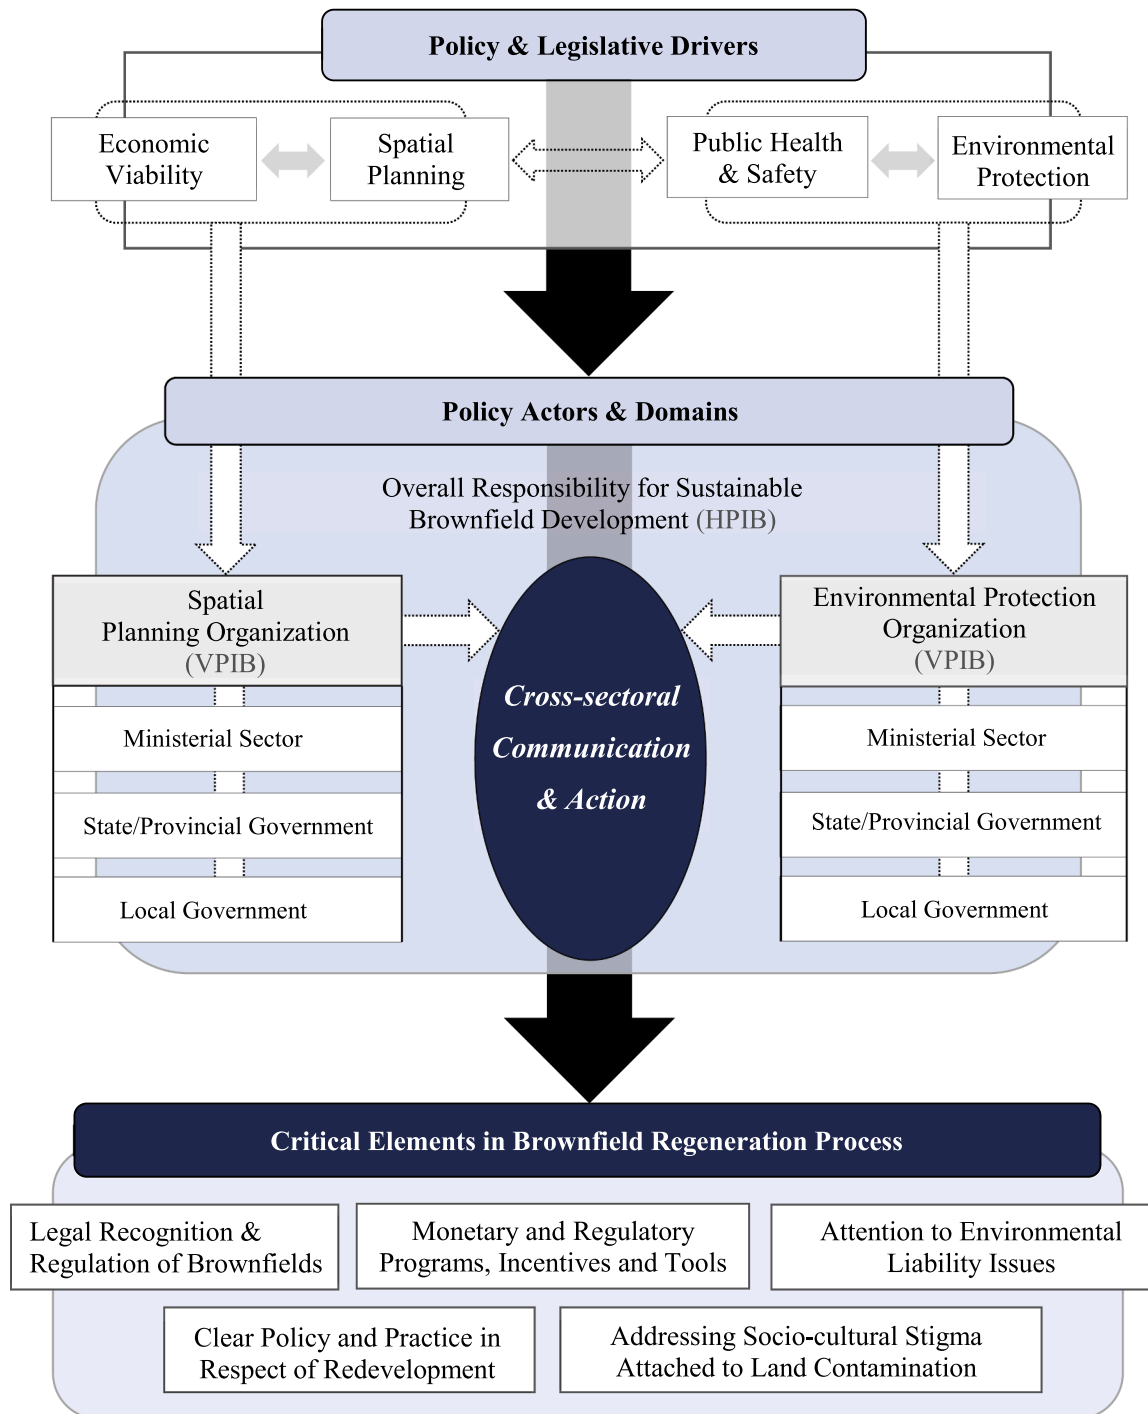 Policy & Legislative Drivers
Economic
Viability
Spatial
Planning
Public Health
& Safety
Environmental
Protection
Policy Actors & Domains
Overall Responsibility for Sustainable
Brownfield Development (HPIB)
Spatial
Planning Organization
(VPIB)
Ministerial Sector
State/Provincial Government
Local Government
Cross-sectoral
Communication
& Action
Environmental Protection
Organization
(VPIB)
Ministerial Sector
State/Provincial Government
Local Government
Critical Elements in Brownfield Regeneration Process
Legal Recognition &
Regulation of Brownfields
Monetary and Regulatory
Programs, Incentives and Tools
Attention to Environmental
Liability Issues
Clear Policy and Practice in
Respect of Redevelopment
Addressing Socio-cultural Stigma
Attached to Land Contamination